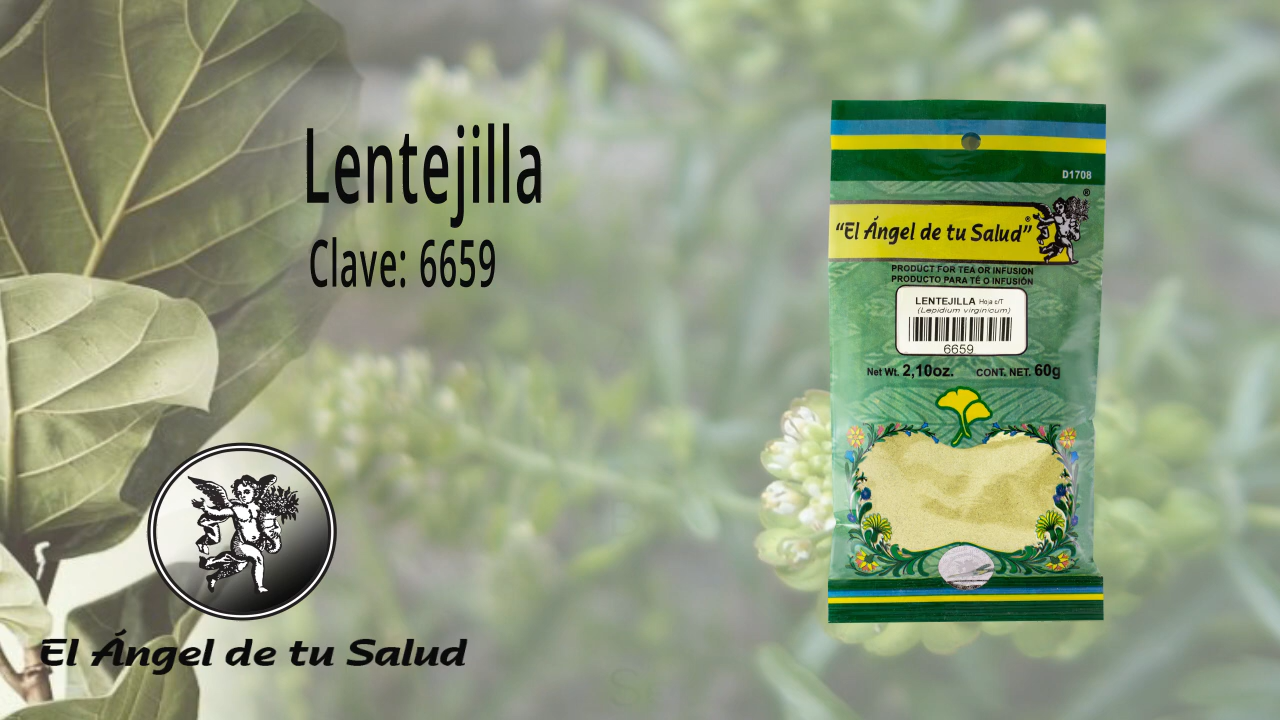 Lentejilla
Clave: 6659
D1708
"El Ángel de tu Salud"®
PRODUCT FOR TEA OR INFUSION
PRODUCTO PARA TÉ O INFUSIÓN
LENTEJILLA Hoja c/T
(Lepidium virginicum)
6659
Net Wt. 2,10oz. CONT. NET. 60g
El Ángel de tu Salud